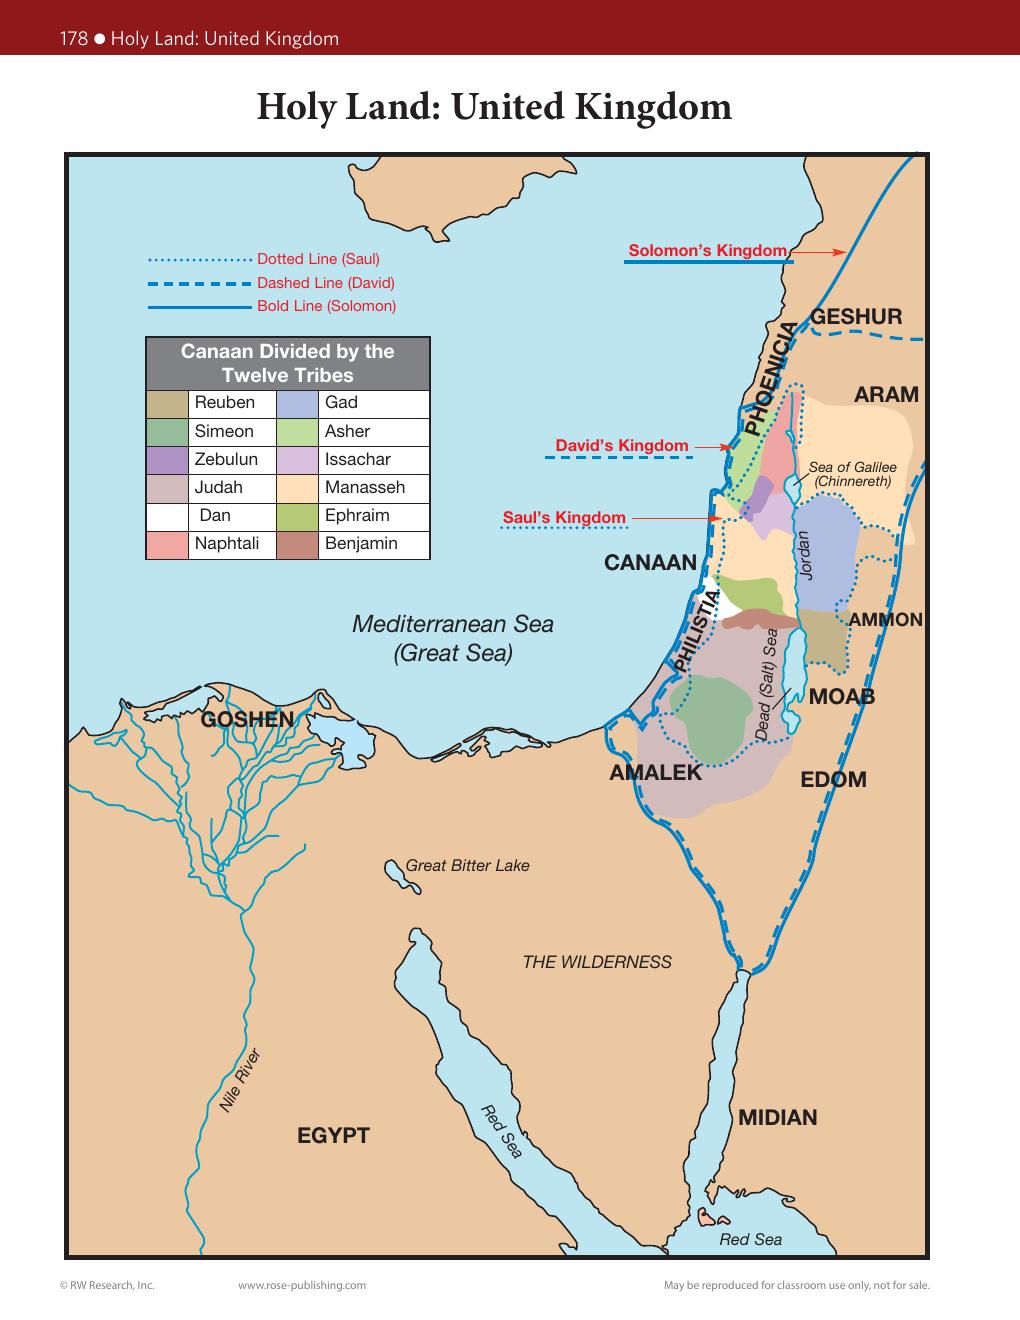 178 ● Holy Land: United Kingdom
Holy Land: United Kingdom
Solomon's Kingdom
Dotted Line (Saul)
Dashed Line (David)
Bold Line (Solomon)
GESHUR
PHOENICIA
Canaan Divided by the
Twelve Tribes
Reuben Gad
Simeon Asher
Zebulun Issachar
Judah Manasseh
Dan Ephraim
Naphtali Benjamin
ARAM
David's Kingdom
Sea of Galilee
(Chinnereth)
Saul's Kingdom
Jordan
CANAAN
PHILISTIA
AMMON
Mediterranean Sea
(Great Sea)
Dead (Salt) Sea
MOAB
GOSHEN
AMALEK
EDOM
Great Bitter Lake
THE WILDERNESS
Nile River
Red Sea
MIDIAN
EGYPT
Red Sea
© RW Research, Inc. www.rose-publishing.com May be reproduced for classroom use only, not for sale.